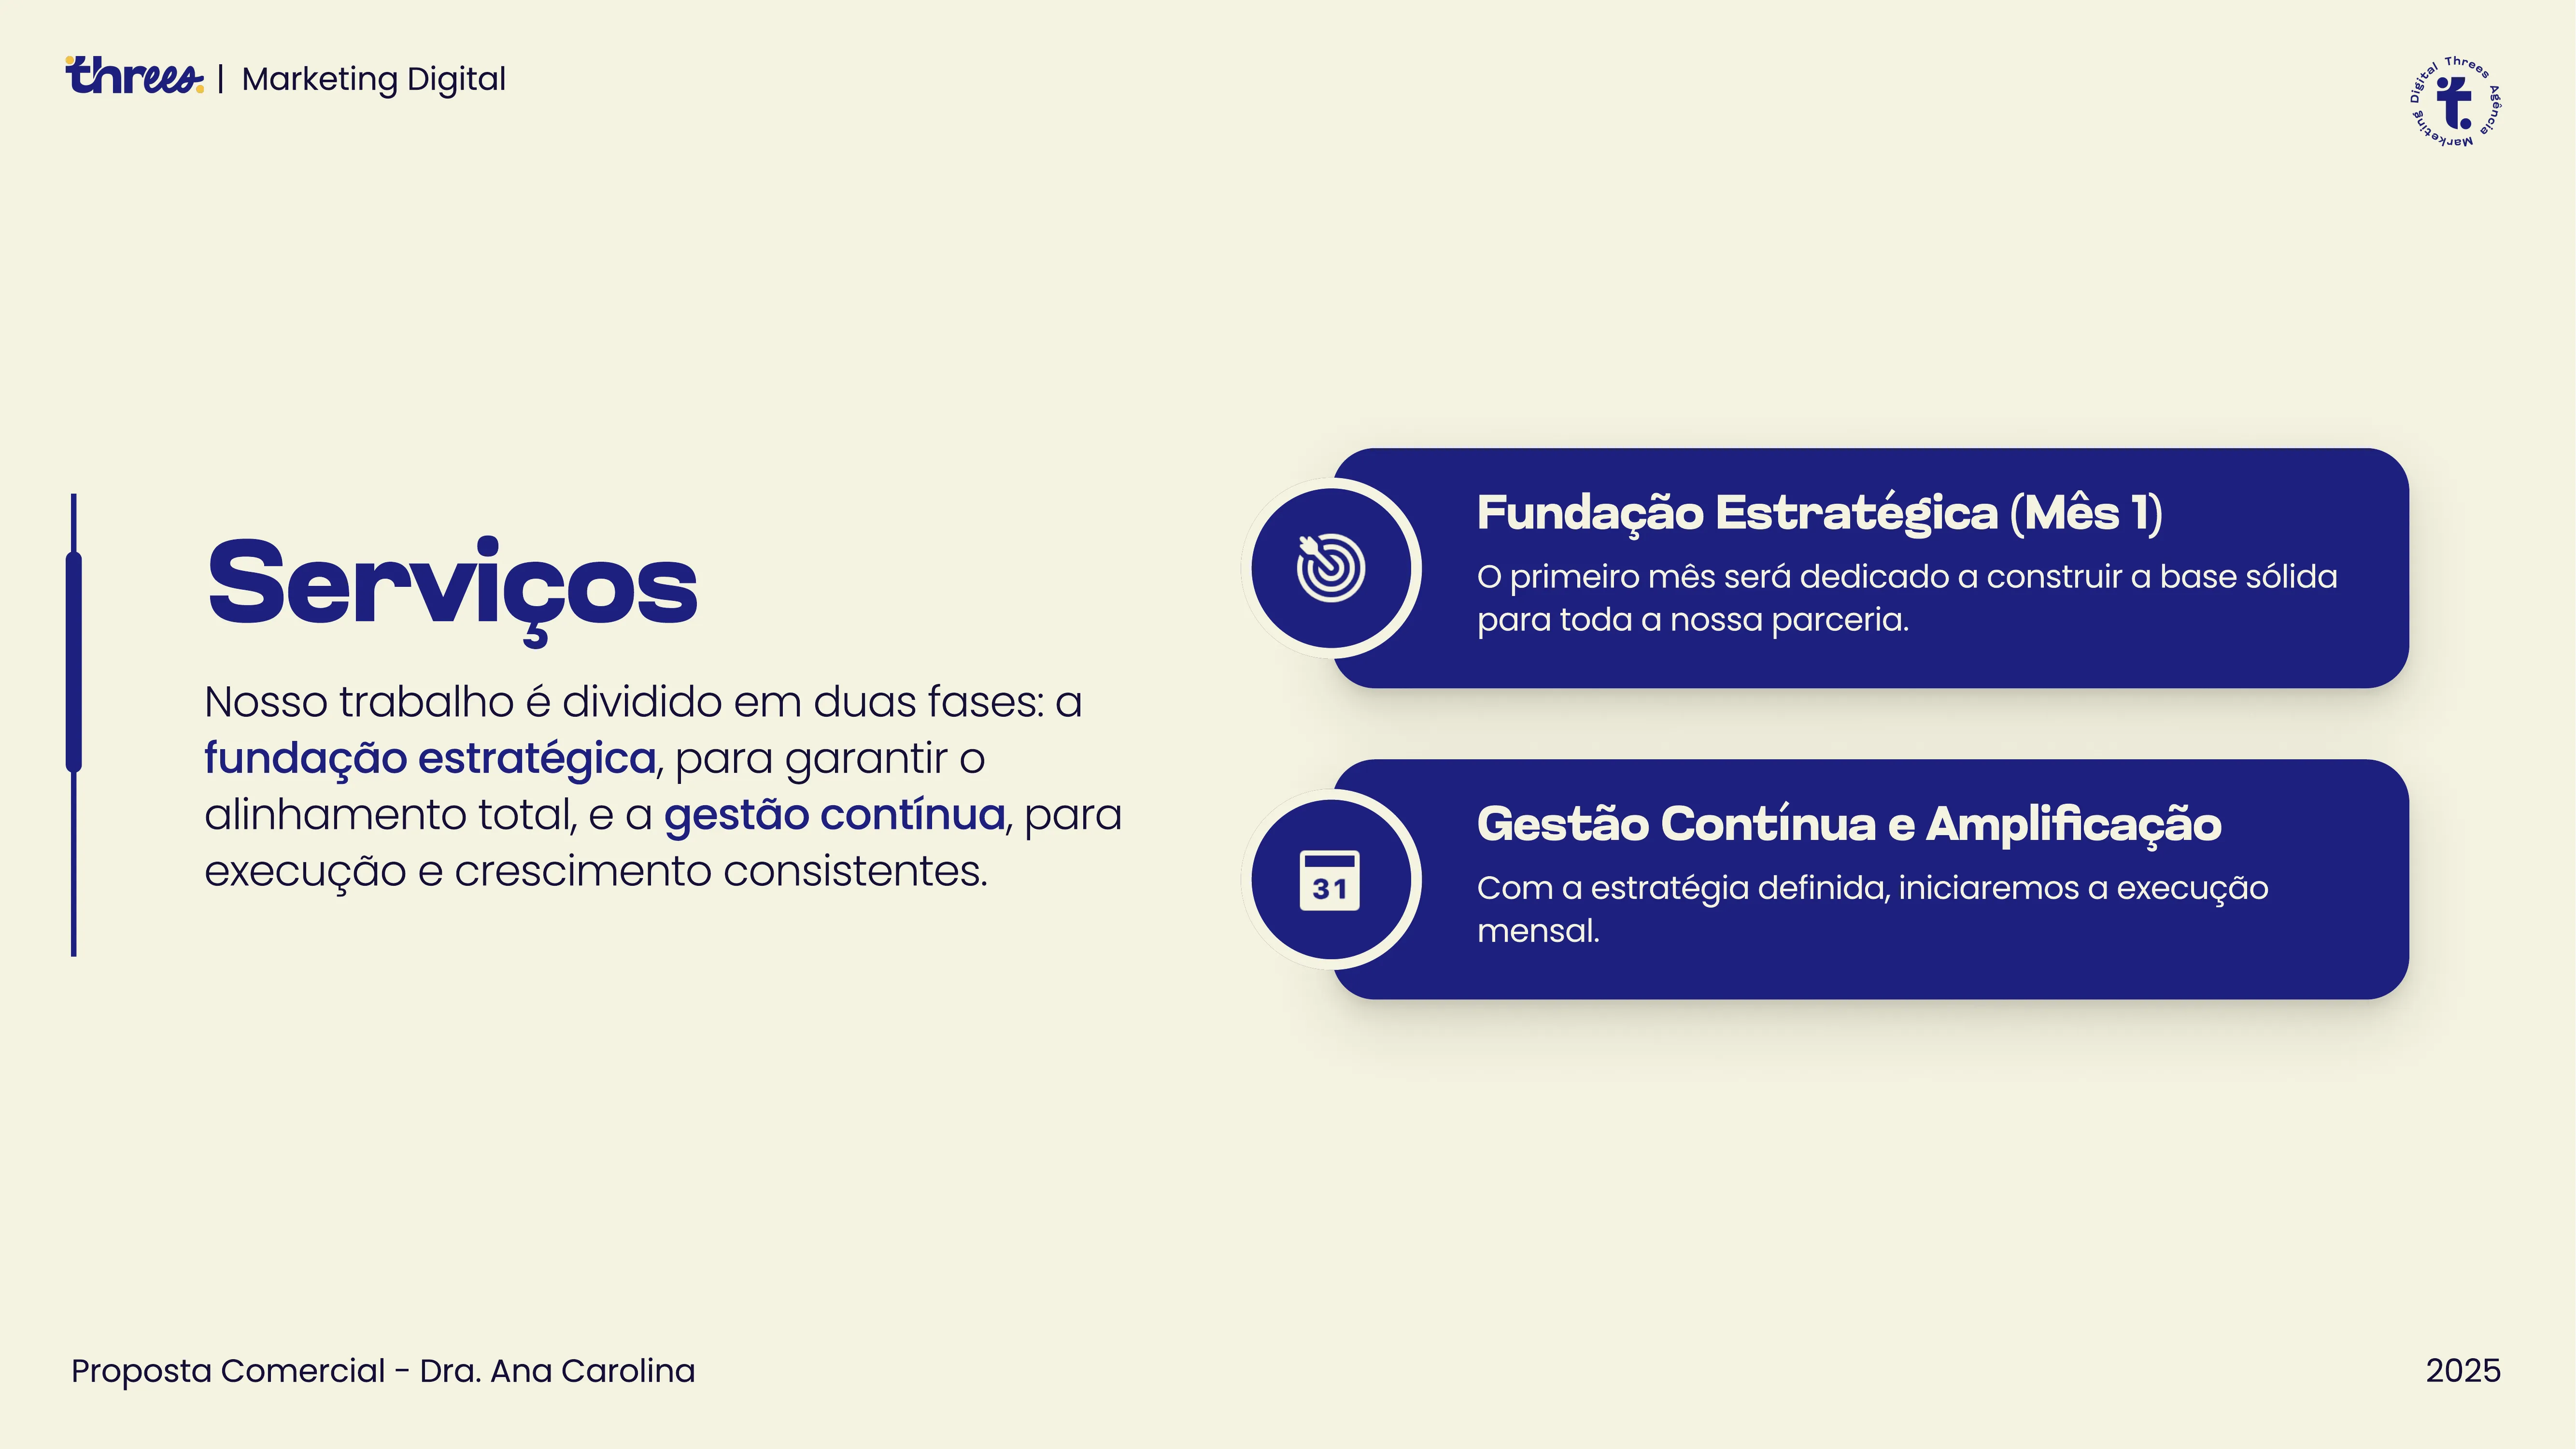 threes. | Marketing Digital
Threes Agência Marketing Digital
t.
Serviços
Nosso trabalho é dividido em duas fases: a
fundação estratégica, para garantir o
alinhamento total, e a gestão contínua, para
execução e crescimento consistentes.
Fundação Estratégica (Mês 1)
O primeiro mês será dedicado a construir a base sólida
para toda a nossa parceria.
31
Gestão Contínua e Amplificação
Com a estratégia definida, iniciaremos a execução
mensal.
Proposta Comercial - Dra. Ana Carolina
2025